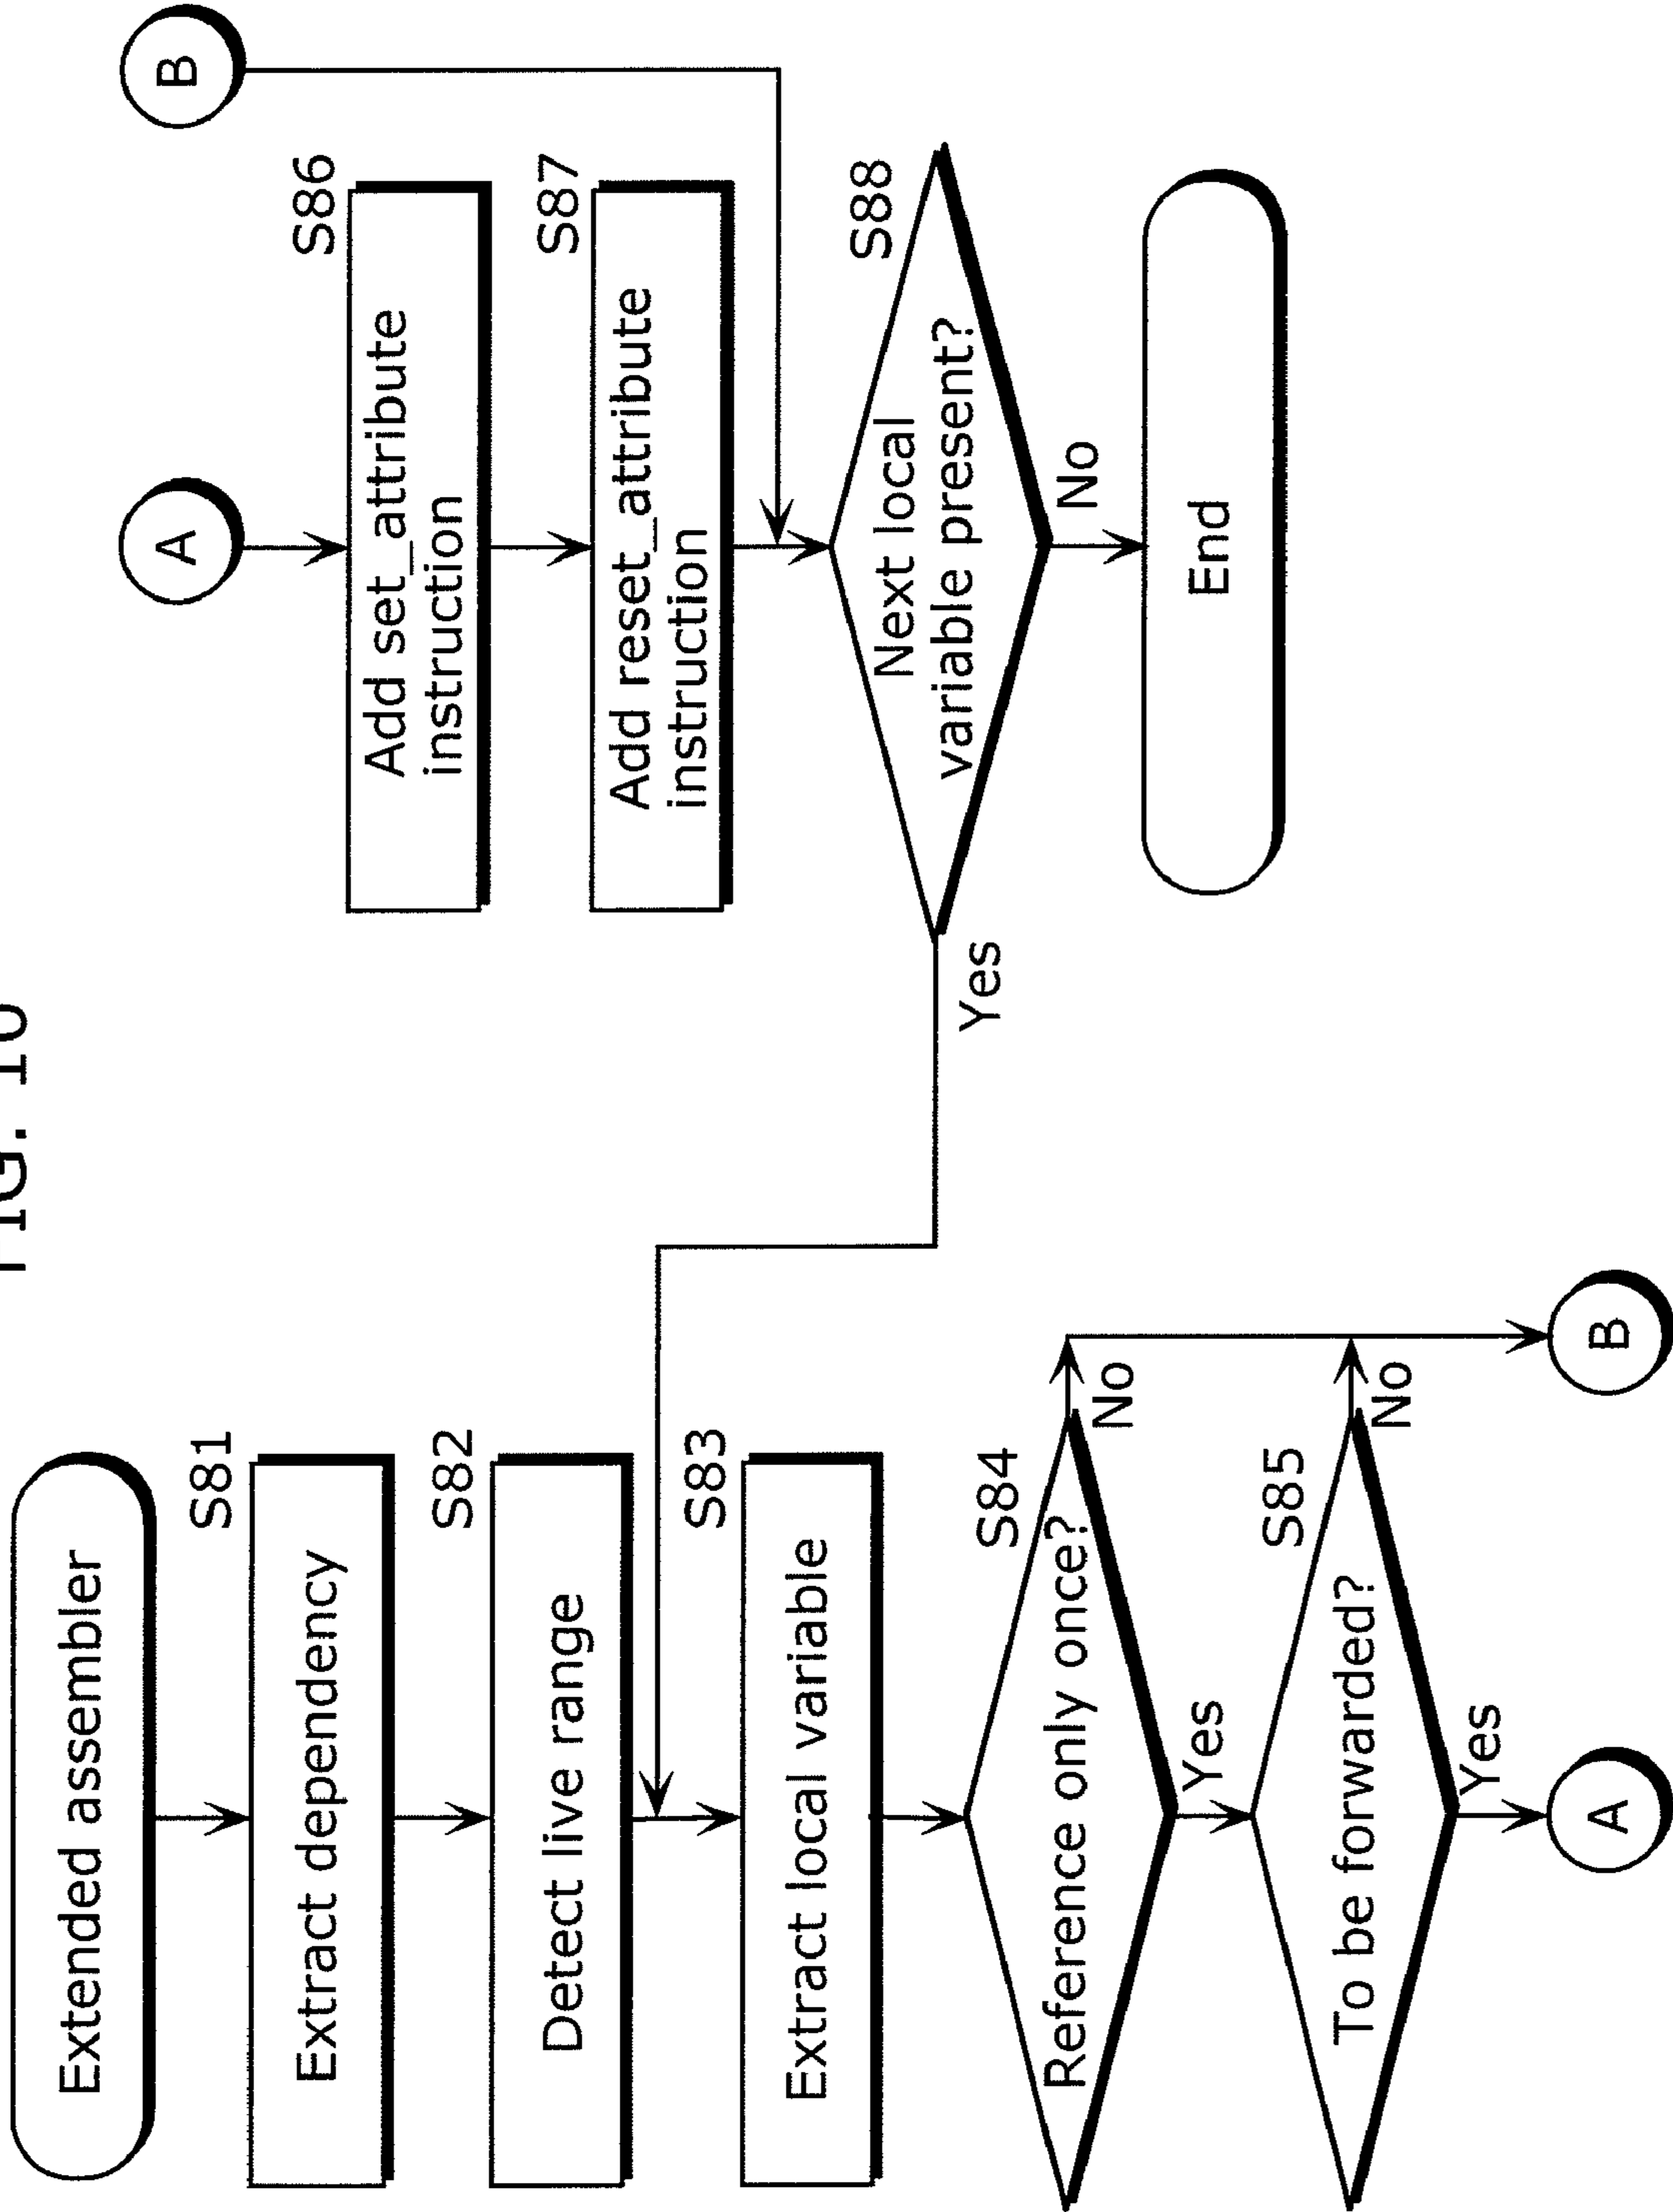 Extended assembler
S81
Extract dependency
S82
Detect live range
S83
Extract local variable
S84
Reference only once?
No
Yes
S85
To be forwarded?
No
Yes
A
B
A
B
S86
Add set_attribute
instruction
S87
Add reset_attribute
instruction
S88
Next local
variable present?
Yes
No
End